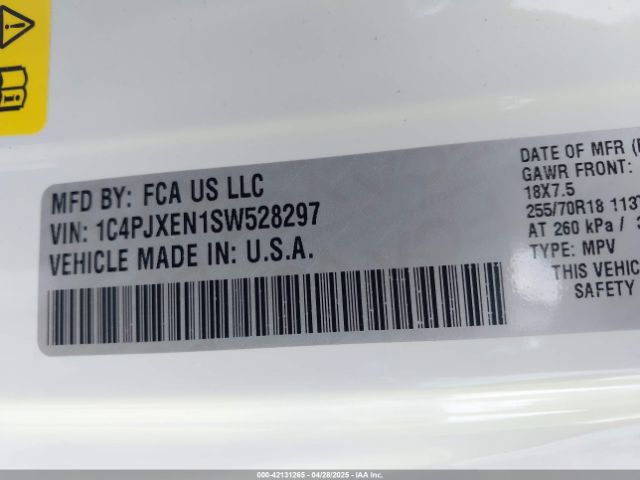 MFD BY: FCA US LLC
VIN: 1C4PJXEN1SW528297
VEHICLE MADE IN: U.S.A.
DATE OF MFR
GAWR FRONT:
18X7.5
255/70R18 113T
AT 260 kPa /
TYPE: MPV
THIS VEHIC
SAFETY
000-42131265 04/28/2025 IAA Inc.